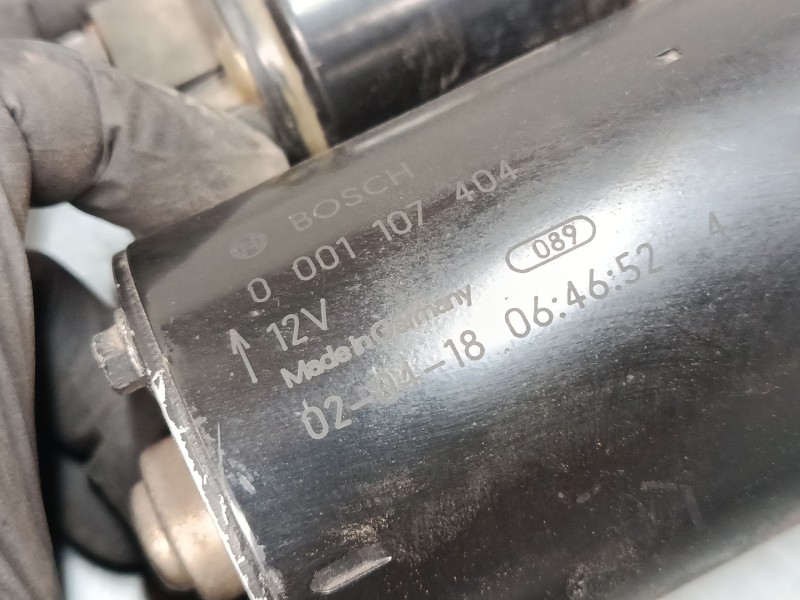 BOSCH
0 001 107 404
12V 089
Made in Germany
02-04-18 06:46:52 4